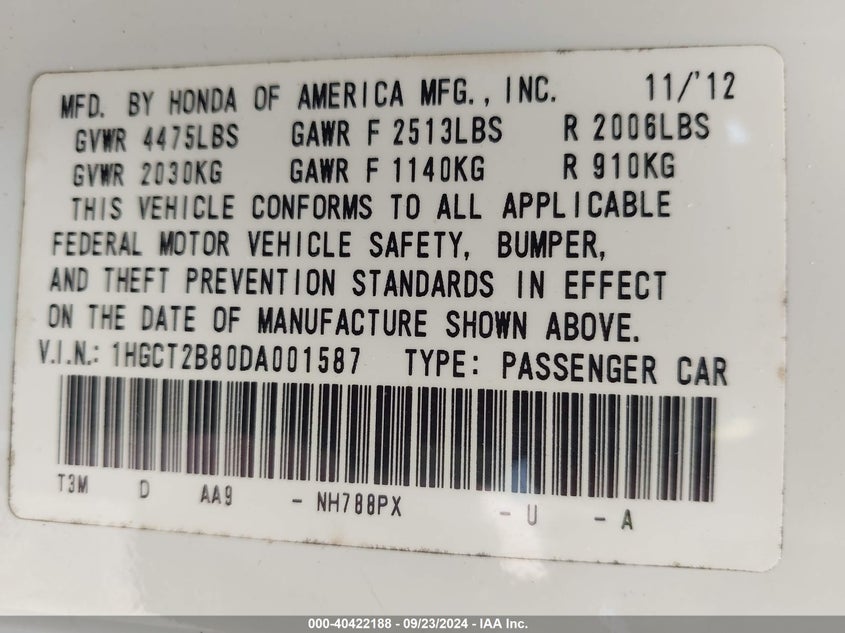 MFD. BY HONDA OF AMERICA MFG., INC. 11/'12
GVWR 4475LBS GAWR F 2513LBS R 2006LBS
GVWR 2030KG GAWR F 1140KG R 910KG
THIS VEHICLE CONFORMS TO ALL APPLICABLE
FEDERAL MOTOR VEHICLE SAFETY, BUMPER,
AND THEFT PREVENTION STANDARDS IN EFFECT
ON THE DATE OF MANUFACTURE SHOWN ABOVE.
V.I.N.: 1HGCT2B80DA001587 TYPE: PASSENGER CAR
T3M D AA9 - NH788PX - U - A
000-40422188 - 09/23/2024 - IAA Inc.